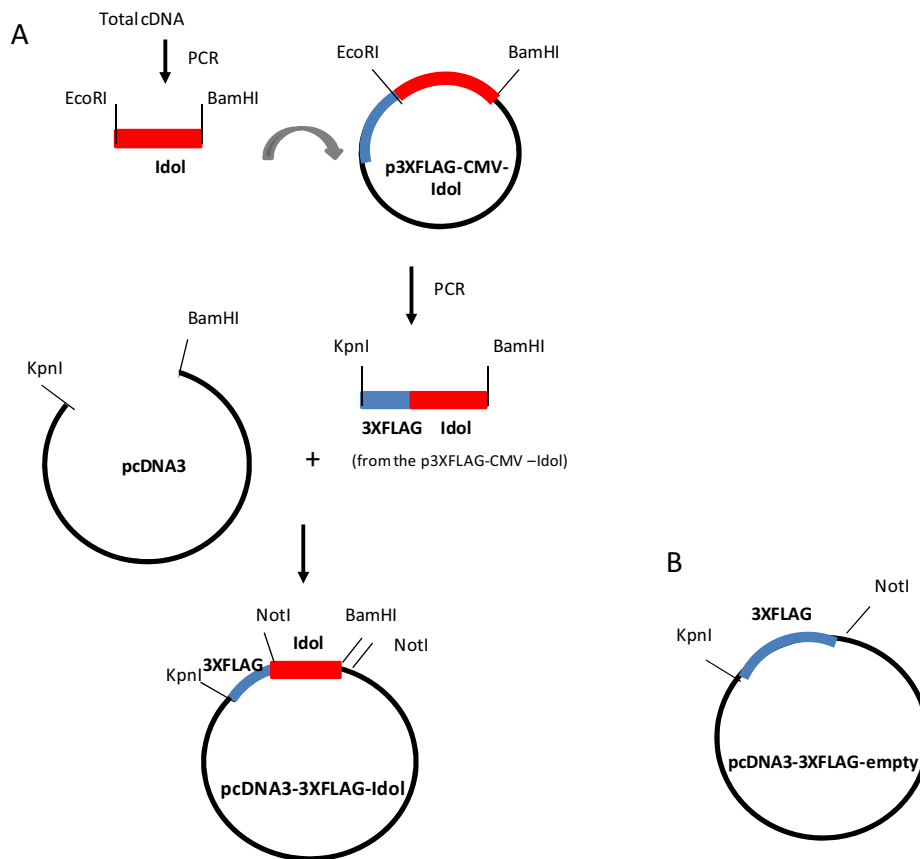 A
Total cDNA
PCR
EcoRI
BamHI
Idol
EcoRI
BamHI
p3XFLAG-CMV-
Idol
PCR
BamHI
KpnI
KpnI
BamHI
3XFLAG Idol
pcDNA3
+
(from the p3XFLAG-CMV –Idol)
NotI
BamHI
Idol
NotI
3XFLAG
KpnI
pcDNA3-3XFLAG-Idol
B
NotI
3XFLAG
KpnI
pcDNA3-3XFLAG-empty